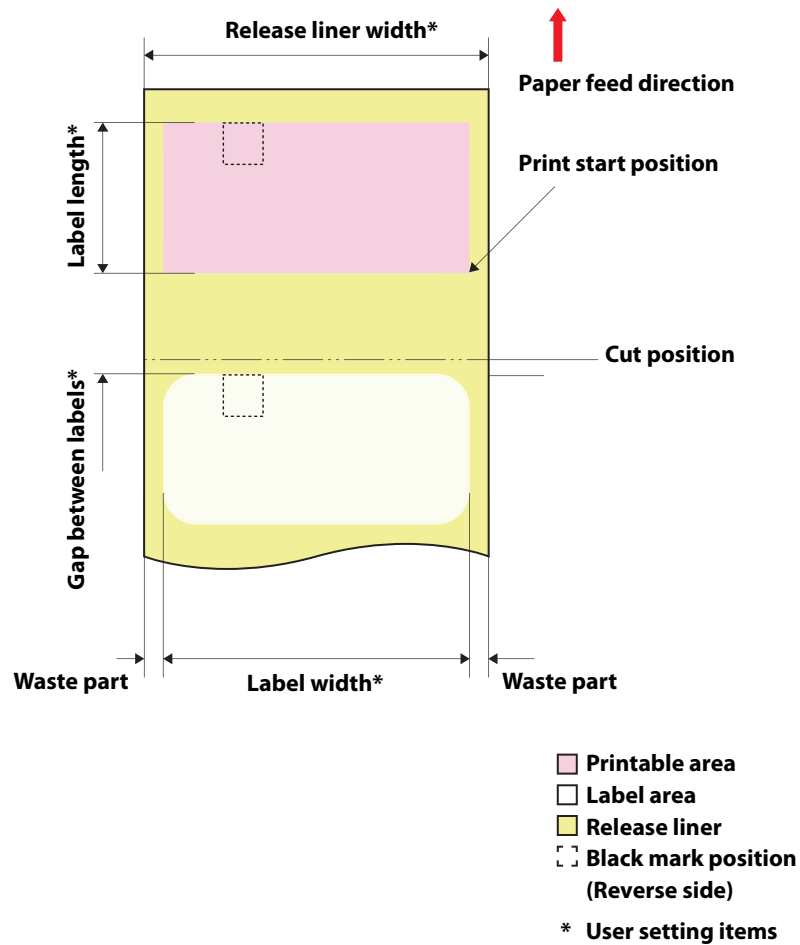 Release liner width*
Paper feed direction
Label length*
Print start position
Cut position
Gap between labels*
Waste part
Label width*
Waste part
Printable area
Label area
Release liner
Black mark position
(Reverse side)
* User setting items